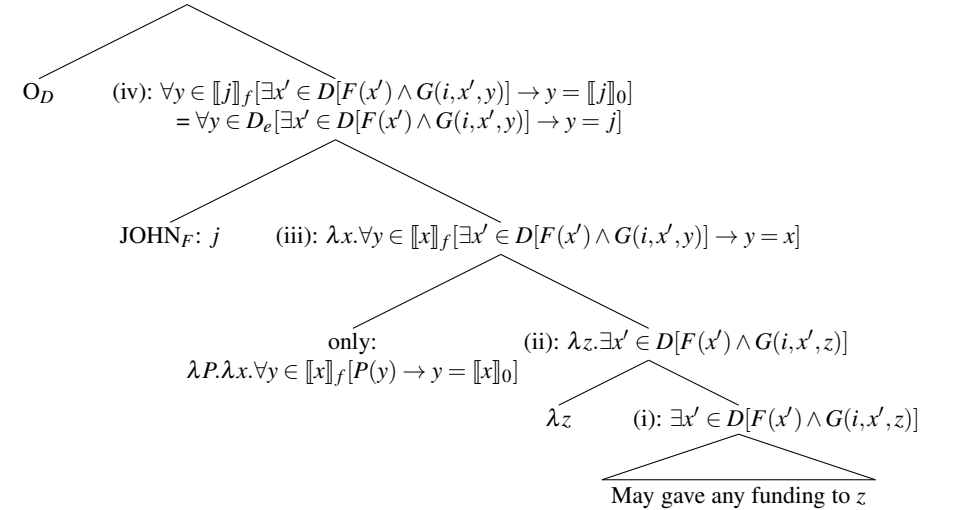 O_D (iv): ∀y ∈ ⟦j⟧_f[∃x′ ∈ D[F(x′) ∧ G(i,x′,y)] → y = ⟦j⟧_0]
= ∀y ∈ D_e[∃x′ ∈ D[F(x′) ∧ G(i,x′,y)] → y = j]
JOHN_F: j (iii): λx.∀y ∈ ⟦x⟧_f[∃x′ ∈ D[F(x′) ∧ G(i,x′,y)] → y = x]
only: (ii): λz.∃x′ ∈ D[F(x′) ∧ G(i,x′,z)]
λP.λx.∀y ∈ ⟦x⟧_f[P(y) → y = ⟦x⟧_0]
λz (i): ∃x′ ∈ D[F(x′) ∧ G(i,x′,z)]
May gave any funding to z